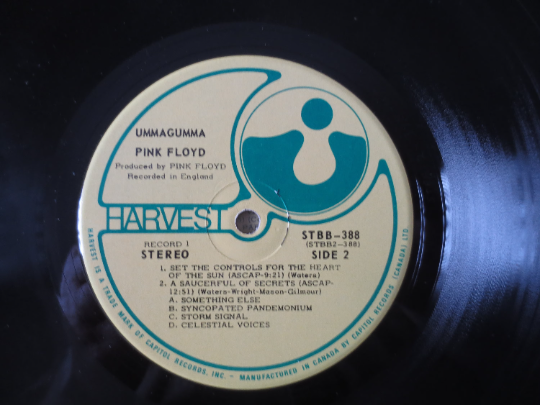 UMMAGUMMA
PINK FLOYD
Produced by PINK FLOYD
Recorded in England
HARVEST
RECORD 1
STEREO
STBB-388
(STBB2-388)
SIDE 2
1. SET THE CONTROLS FOR THE HEART
OF THE SUN (ASCAP-9:21) (Waters)
2. A SAUCERFUL OF SECRETS (ASCAP-
12:51) (Waters-Wright-Mason-Gilmour)
A. SOMETHING ELSE
B. SYNCOPATED PANDEMONIUM
C. STORM SIGNAL
D. CELESTIAL VOICES
HARVEST IS A TRADE MARK OF CAPITOL RECORDS, INC. — MANUFACTURED IN CANADA BY CAPITOL RECORDS (CANADA) LTD.